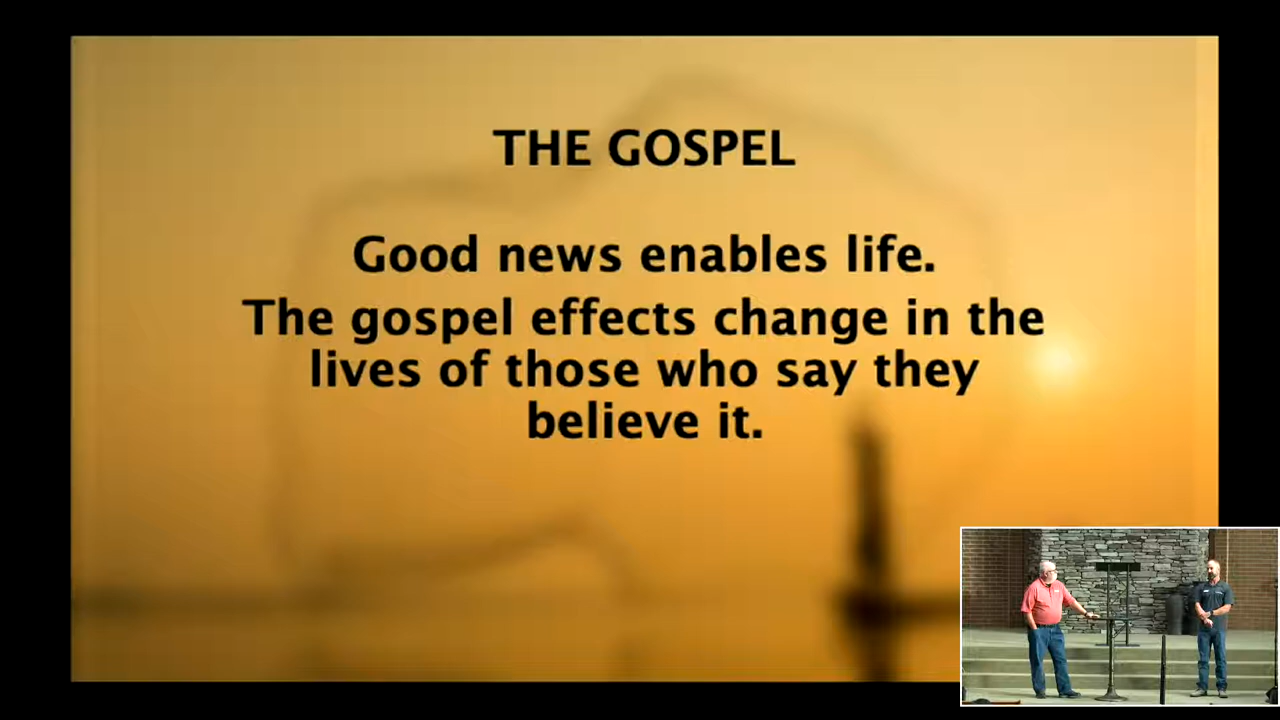 THE GOSPEL
Good news enables life.
The gospel effects change in the
lives of those who say they
believe it.